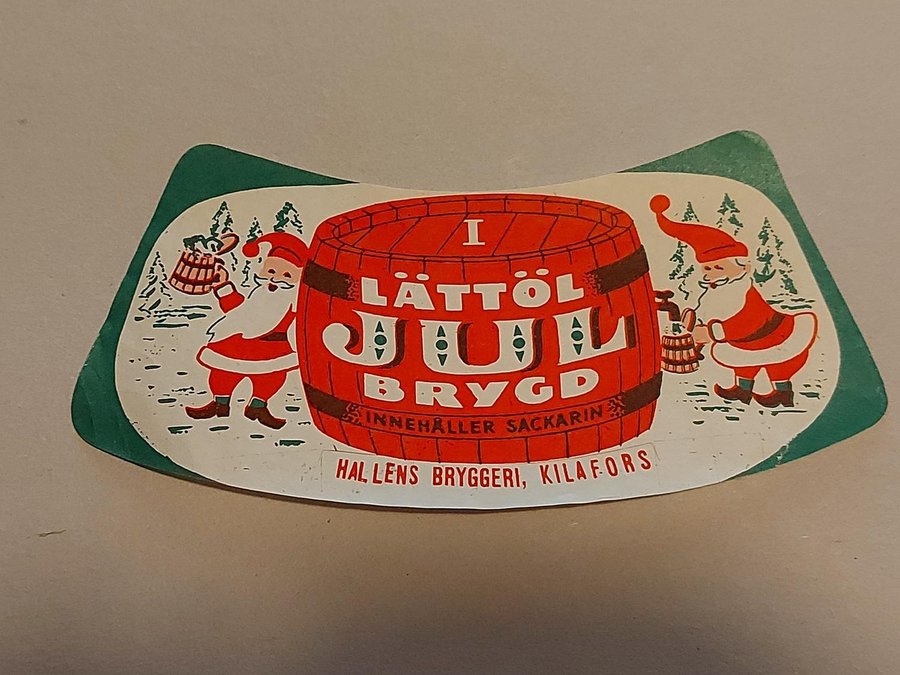 I
LÄTTÖL
JUL
BRYGD
INNEHÅLLER SACKARIN
HALLENS BRYGGERI, KILAFORS